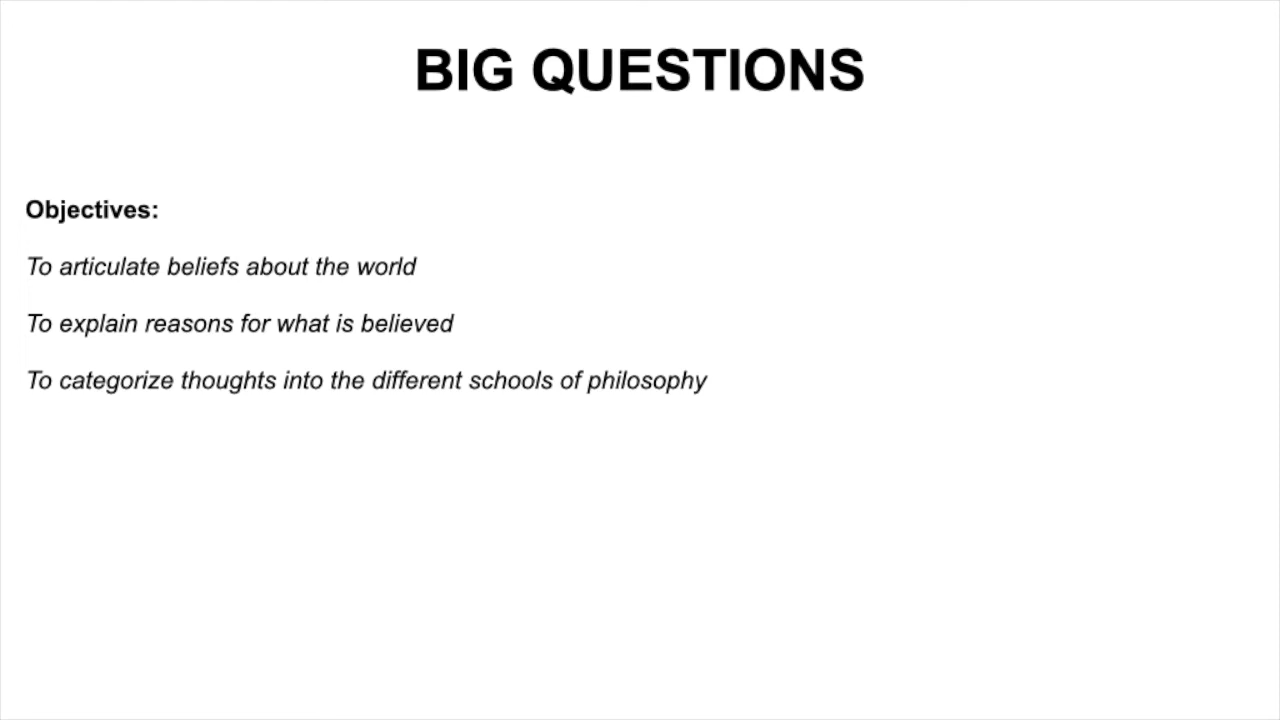 BIG QUESTIONS
Objectives:
To articulate beliefs about the world
To explain reasons for what is believed
To categorize thoughts into the different schools of philosophy